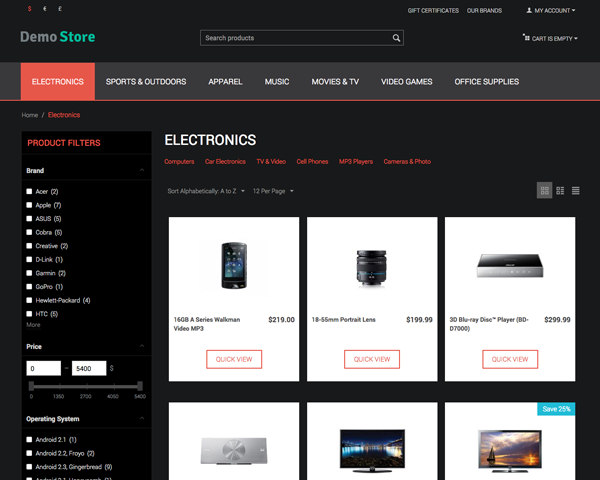 $ € £
GIFT CERTIFICATES OUR BRANDS MY ACCOUNT
Demo Store
Search products
CART IS EMPTY
ELECTRONICS SPORTS & OUTDOORS APPAREL MUSIC MOVIES & TV VIDEO GAMES OFFICE SUPPLIES
Home / Electronics
PRODUCT FILTERS
Brand
Acer (2)
Apple (7)
ASUS (5)
Cobra (5)
Creative (2)
D-Link (1)
Garmin (2)
GoPro (1)
Hewlett-Packard (4)
HTC (5)
More
Price
0 – 5400 $
0 1350 2700 4050 5400
Operating System
Android 2.1 (1)
Android 2.2, Froyo (2)
Android 2.3, Gingerbread (9)
ELECTRONICS
Computers Car Electronics TV & Video Cell Phones MP3 Players Cameras & Photo
Sort Alphabetically: A to Z 12 Per Page
16GB A Series Walkman Video MP3 $219.00
QUICK VIEW
18-55mm Portrait Lens $199.99
QUICK VIEW
3D Blu-ray Disc™ Player (BD-D7000) $299.99
QUICK VIEW
Save 25%